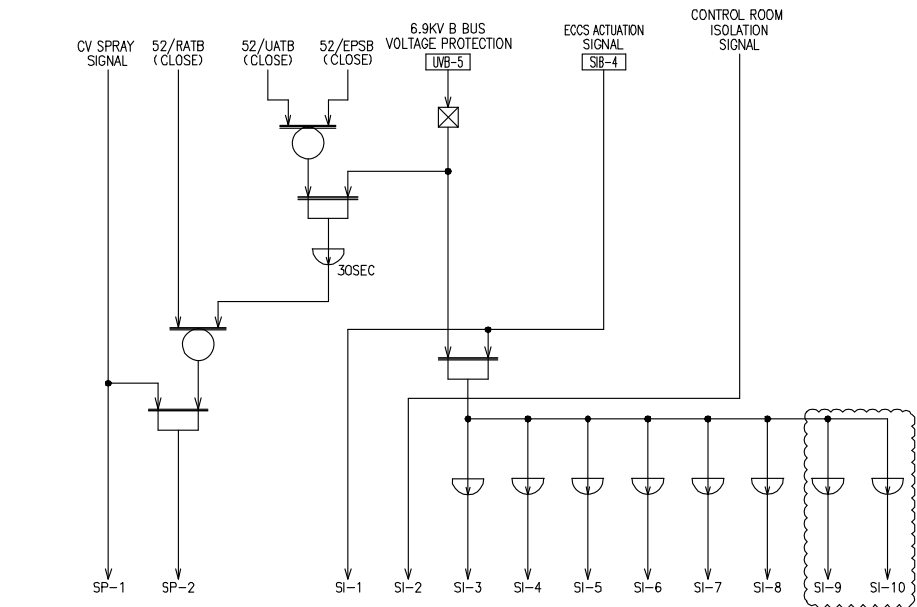 CV SPRAY
SIGNAL
52/RATB
(CLOSE)
52/UATB
(CLOSE)
52/EPSB
(CLOSE)
6.9KV B BUS
VOLTAGE PROTECTION
UVB-5
ECCS ACTUATION
SIGNAL
SIB-4
CONTROL ROOM
ISOLATION
SIGNAL
30SEC
SP-1
SP-2
SI-1
SI-2
SI-3
SI-4
SI-5
SI-6
SI-7
SI-8
SI-9
SI-10